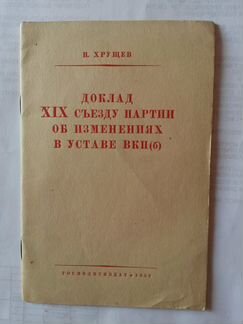 Н. ХРУЩЕВ
ДОКЛАД
XIX СЪЕЗДУ ПАРТИИ
ОБ ИЗМЕНЕНИЯХ
В УСТАВЕ ВКП(б)
ГОСПОЛИТИЗДАТ • 1952